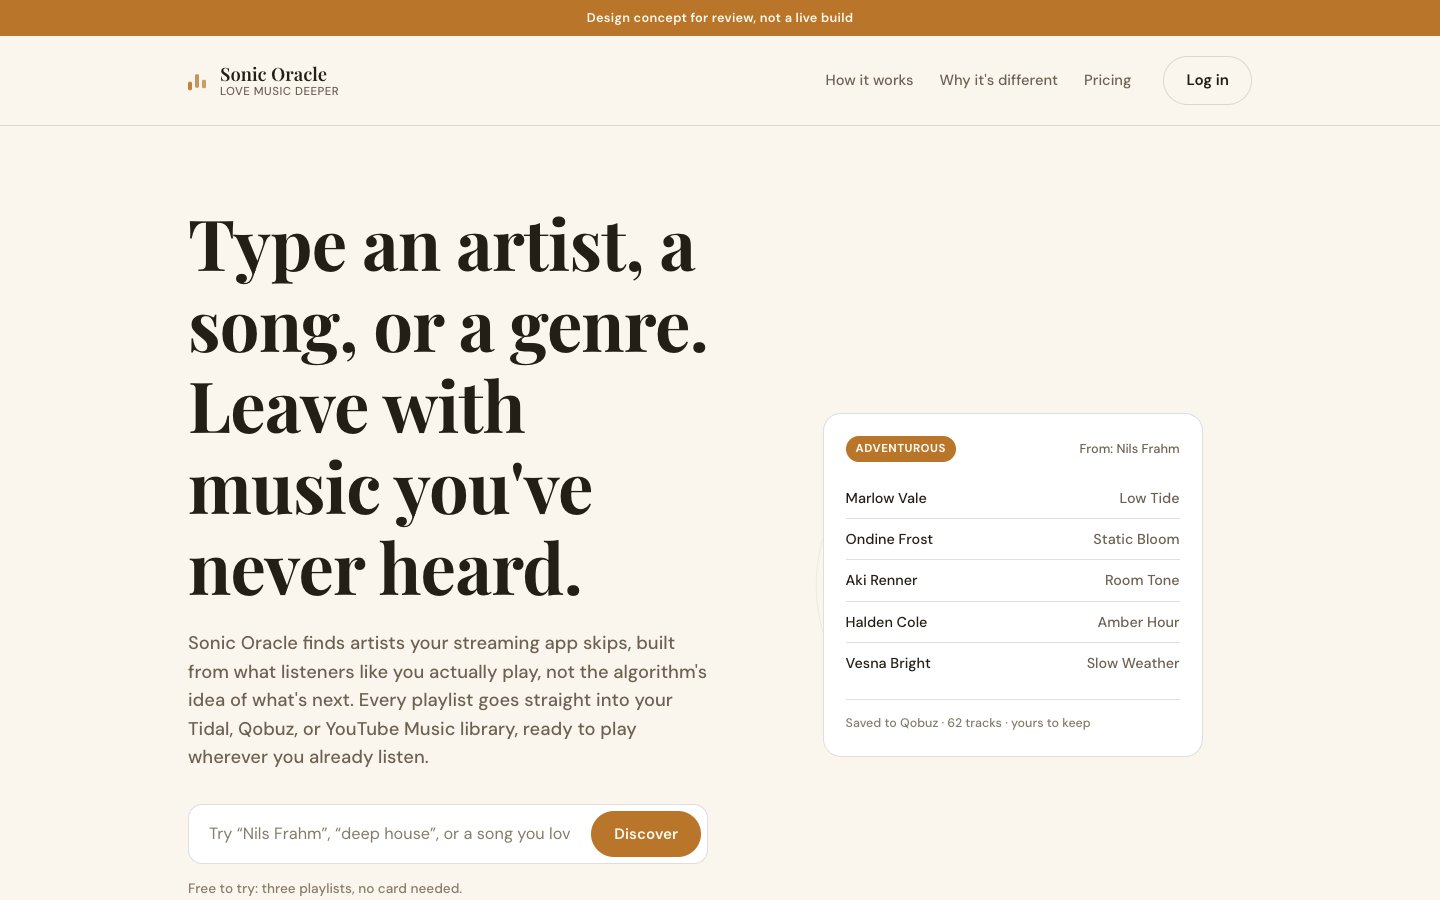 Design concept for review, not a live build
Sonic Oracle
LOVE MUSIC DEEPER
How it works
Why it's different
Pricing
Log in
Type an artist, a
song, or a genre.
Leave with
music you've
never heard.
Sonic Oracle finds artists your streaming app skips, built
from what listeners like you actually play, not the algorithm's
idea of what's next. Every playlist goes straight into your
Tidal, Qobuz, or YouTube Music library, ready to play
wherever you already listen.
Try “Nils Frahm”, “deep house”, or a song you lov
Discover
Free to try: three playlists, no card needed.
ADVENTUROUS
From: Nils Frahm
Marlow Vale
Low Tide
Ondine Frost
Static Bloom
Aki Renner
Room Tone
Halden Cole
Amber Hour
Vesna Bright
Slow Weather
Saved to Qobuz · 62 tracks · yours to keep